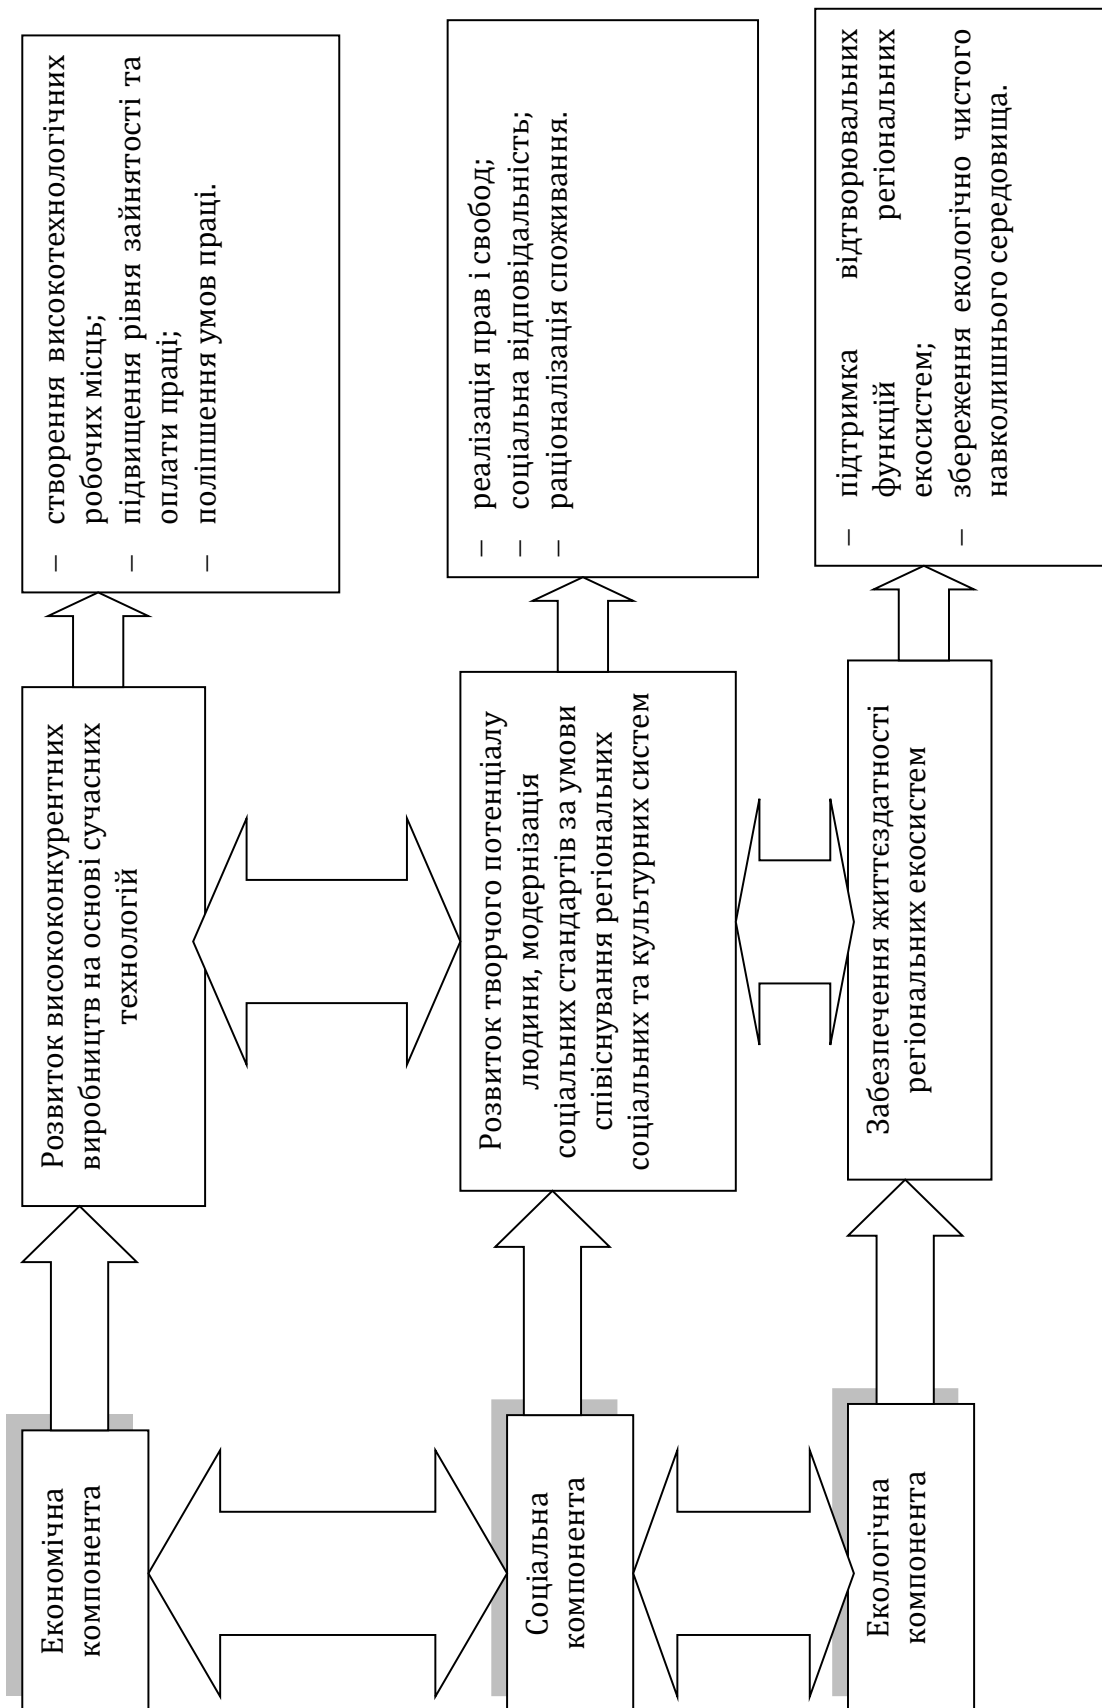 Економічна
компонента
Розвиток висококонкурентних
виробництв на основі сучасних
технологій
– створення високотехнологічних
робочих місць;
– підвищення рівня зайнятості та
оплати праці;
– поліпшення умов праці.
Соціальна
компонента
Розвиток творчого потенціалу
людини, модернізація
соціальних стандартів за умови
співіснування регіональних
соціальних та культурних систем
– реалізація прав і свобод;
– соціальна відповідальність;
– раціоналізація споживання.
Екологічна
компонента
Забезпечення життєздатності
регіональних екосистем
– підтримка відтворювальних
функцій регіональних
екосистем;
– збереження екологічно чистого
навколишнього середовища.